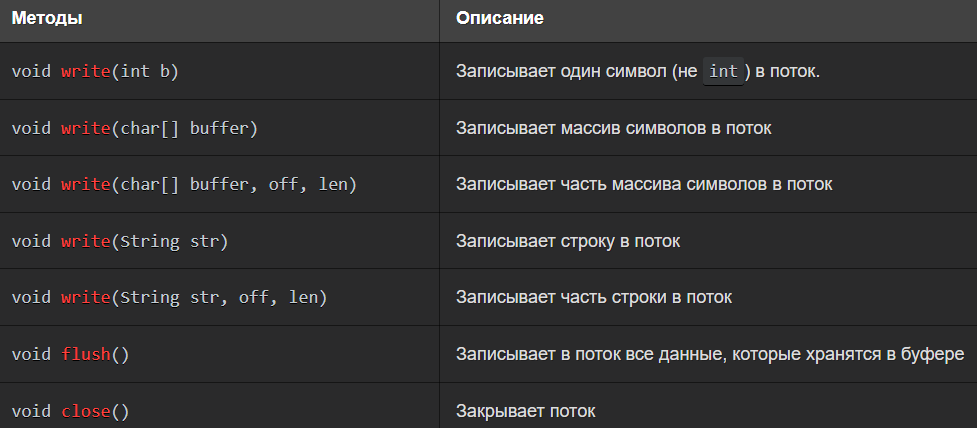 Методы Описание
void write(int b) Записывает один символ (не int) в поток.
void write(char[] buffer) Записывает массив символов в поток
void write(char[] buffer, off, len) Записывает часть массива символов в поток
void write(String str) Записывает строку в поток
void write(String str, off, len) Записывает часть строки в поток
void flush() Записывает в поток все данные, которые хранятся в буфере
void close() Закрывает поток